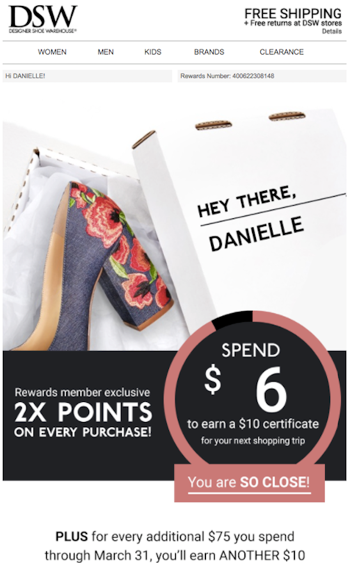 DSW
DESIGNER SHOE WAREHOUSE®
FREE SHIPPING
+ Free returns at DSW stores
Details
WOMEN MEN KIDS BRANDS CLEARANCE
Hi DANIELLE!
Rewards Number: 400622308148
HEY THERE,
DANIELLE
Rewards member exclusive
2X POINTS
ON EVERY PURCHASE!
SPEND
$ 6
to earn a $10 certificate
for your next shopping trip
You are SO CLOSE!
PLUS for every additional $75 you spend
through March 31, you'll earn ANOTHER $10